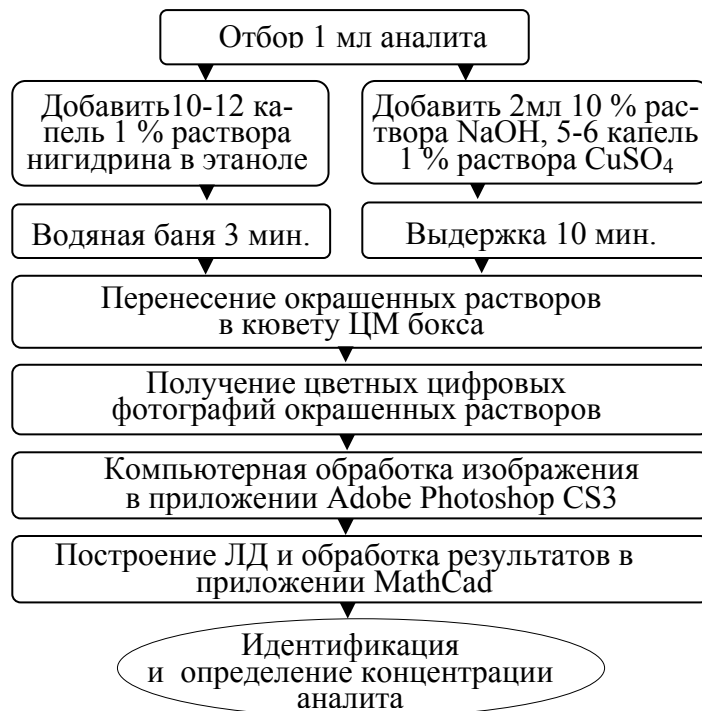 Отбор 1 мл аналита
Добавить10-12 ка-
пель 1 % раствора
нигидрина в этаноле
Добавить 2мл 10 % рас-
твора NaOH, 5-6 капель
1 % раствора CuSO₄
Водяная баня 3 мин.
Выдержка 10 мин.
Перенесение окрашенных растворов
в кювету ЦМ бокса
Получение цветных цифровых
фотографий окрашенных растворов
Компьютерная обработка изображения
в приложении Adobe Photoshop CS3
Построение ЛД и обработка результатов в
приложении MathCad
Идентификация
и определение концентрации
аналита